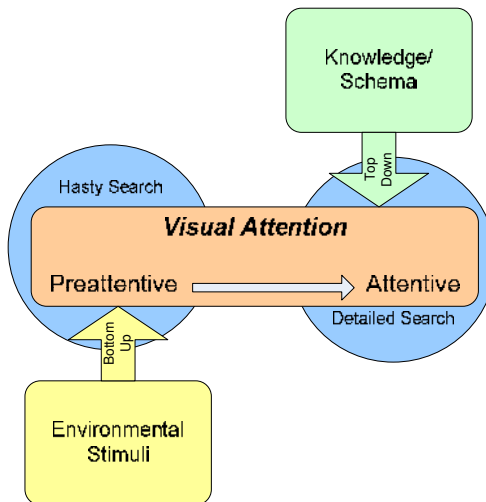 Knowledge/
Schema
Top
Down
Hasty Search
Visual Attention
Preattentive
Attentive
Detailed Search
Bottom
Up
Environmental
Stimuli